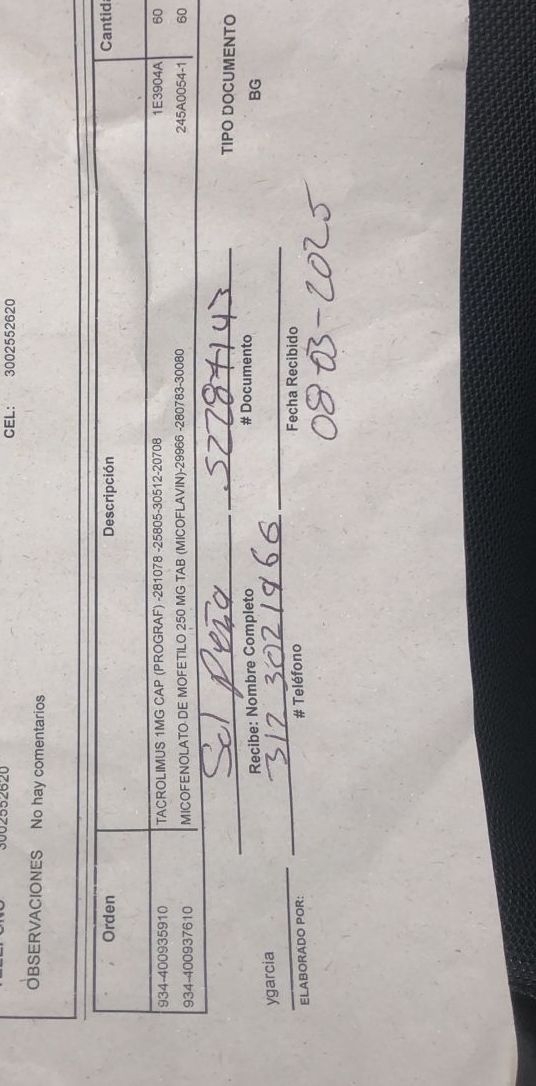 CEL: 3002552620
3002552620
OBSERVACIONES No hay comentarios
Orden Descripción
934-400935910 TACROLIMUS 1MG CAP (PROGRAF) -281078 -25805-30512-20708 1E3904A 60
934-400937610 MICOFENOLATO DE MOFETILO 250 MG TAB (MICOFLAVIN)-29966 -280783-30080 245A0054-1 60
Sol Peña 52287143
Recibe: Nombre Completo # Documento TIPO DOCUMENTO
ygarcia 312 3021966 BG
ELABORADO POR: # Teléfono Fecha Recibido
08-03-2025